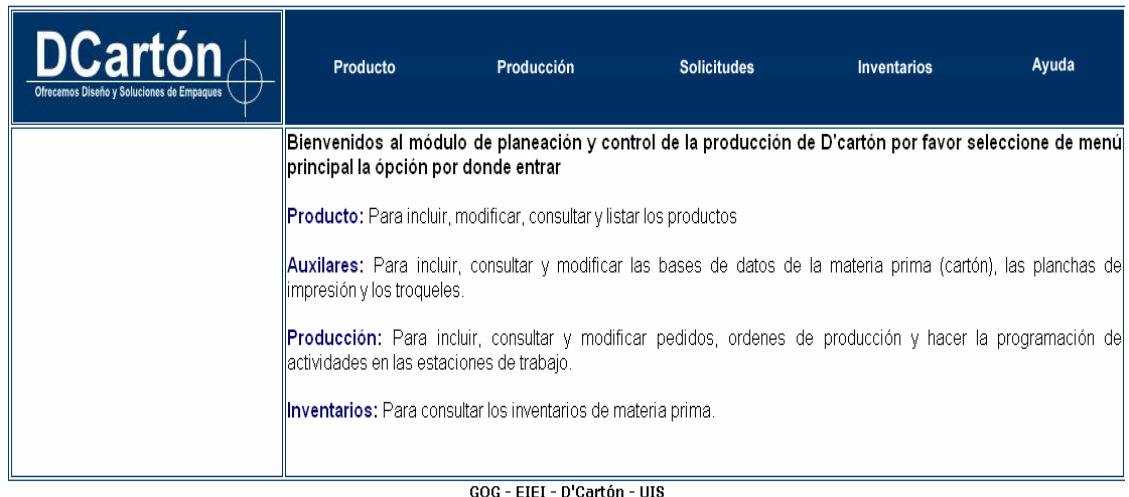 DCartón
Ofrecemos Diseño y Soluciones de Empaques
Producto Producción Solicitudes Inventarios Ayuda
Bienvenidos al módulo de planeación y control de la producción de D'cartón por favor seleccione de menú
principal la ópción por donde entrar
Producto: Para incluir, modificar, consultar y listar los productos
Auxilares: Para incluir, consultar y modificar las bases de datos de la materia prima (cartón), las planchas de
impresión y los troqueles.
Producción: Para incluir, consultar y modificar pedidos, ordenes de producción y hacer la programación de
actividades en las estaciones de trabajo.
Inventarios: Para consultar los inventarios de materia prima.
GOG - EIEI - D'Cartón - UIS